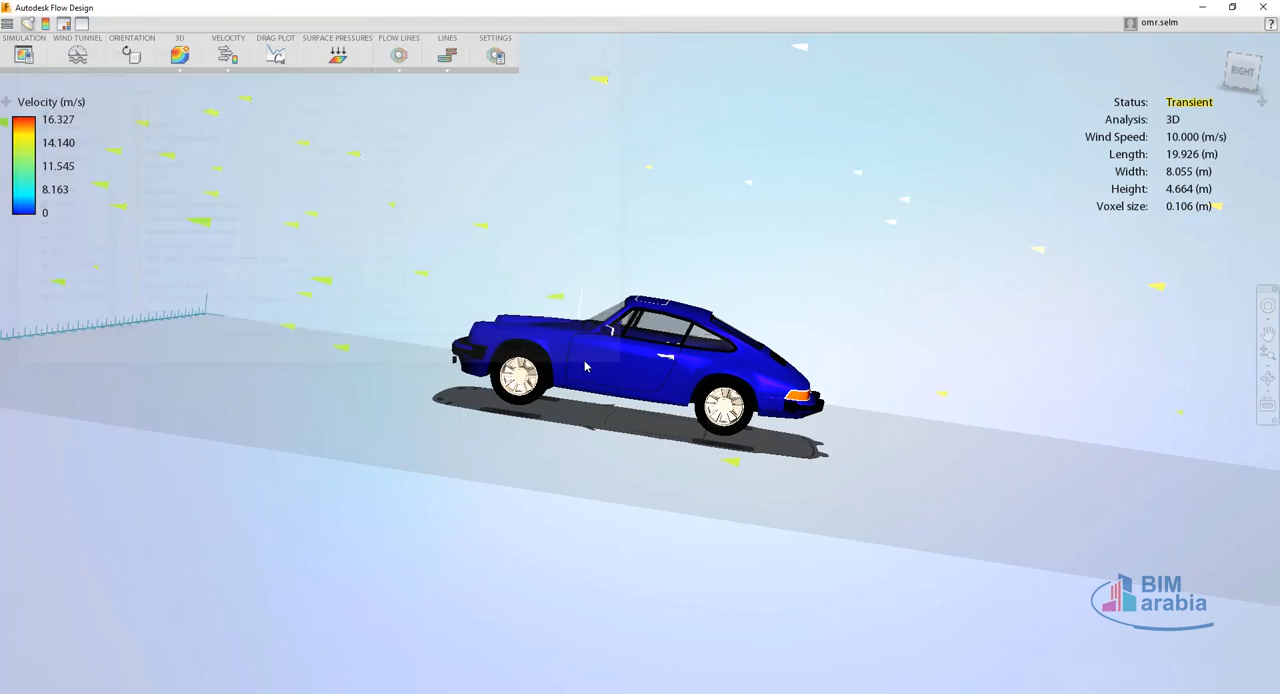 Autodesk Flow Design
omr.selm
?
SIMULATION WIND TUNNEL ORIENTATION 3D VELOCITY DRAG PLOT SURFACE PRESSURES FLOW LINES LINES SETTINGS
RIGHT
Velocity (m/s)
16.327
14.140
11.545
8.163
0
Status: Transient
Analysis: 3D
Wind Speed: 10.000 (m/s)
Length: 19.926 (m)
Width: 8.055 (m)
Height: 4.664 (m)
Voxel size: 0.106 (m)
BIM
arabia